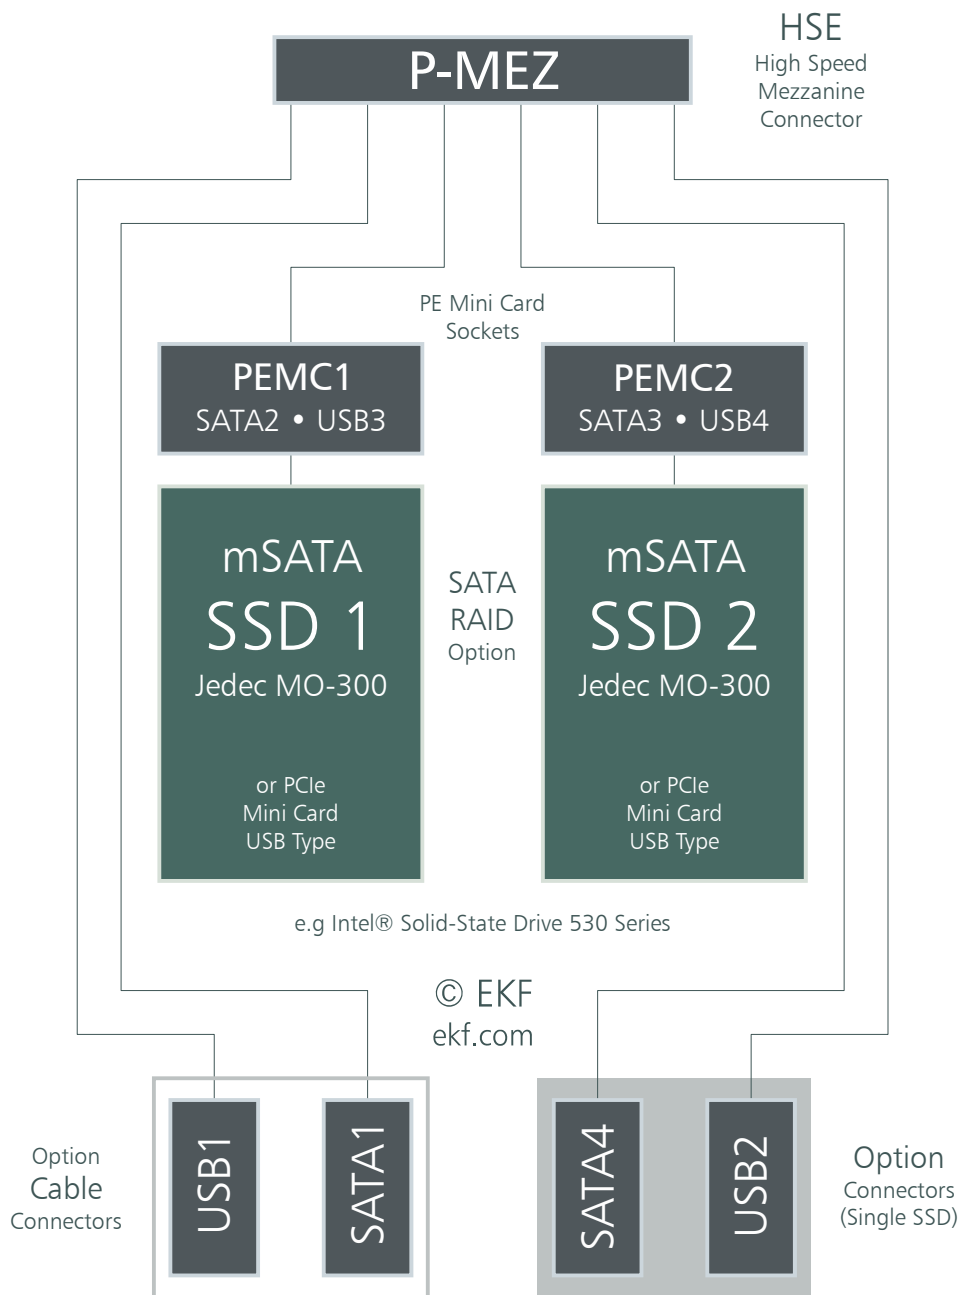 P-MEZ
HSE
High Speed
Mezzanine
Connector
PE Mini Card
Sockets
PEMC1
SATA2 • USB3
PEMC2
SATA3 • USB4
mSATA
SSD 1
Jedec MO-300
or PCIe
Mini Card
USB Type
SATA
RAID
Option
mSATA
SSD 2
Jedec MO-300
or PCIe
Mini Card
USB Type
e.g Intel® Solid-State Drive 530 Series
© EKF
ekf.com
Option
Cable
Connectors
USB1
SATA1
SATA4
USB2
Option
Connectors
(Single SSD)